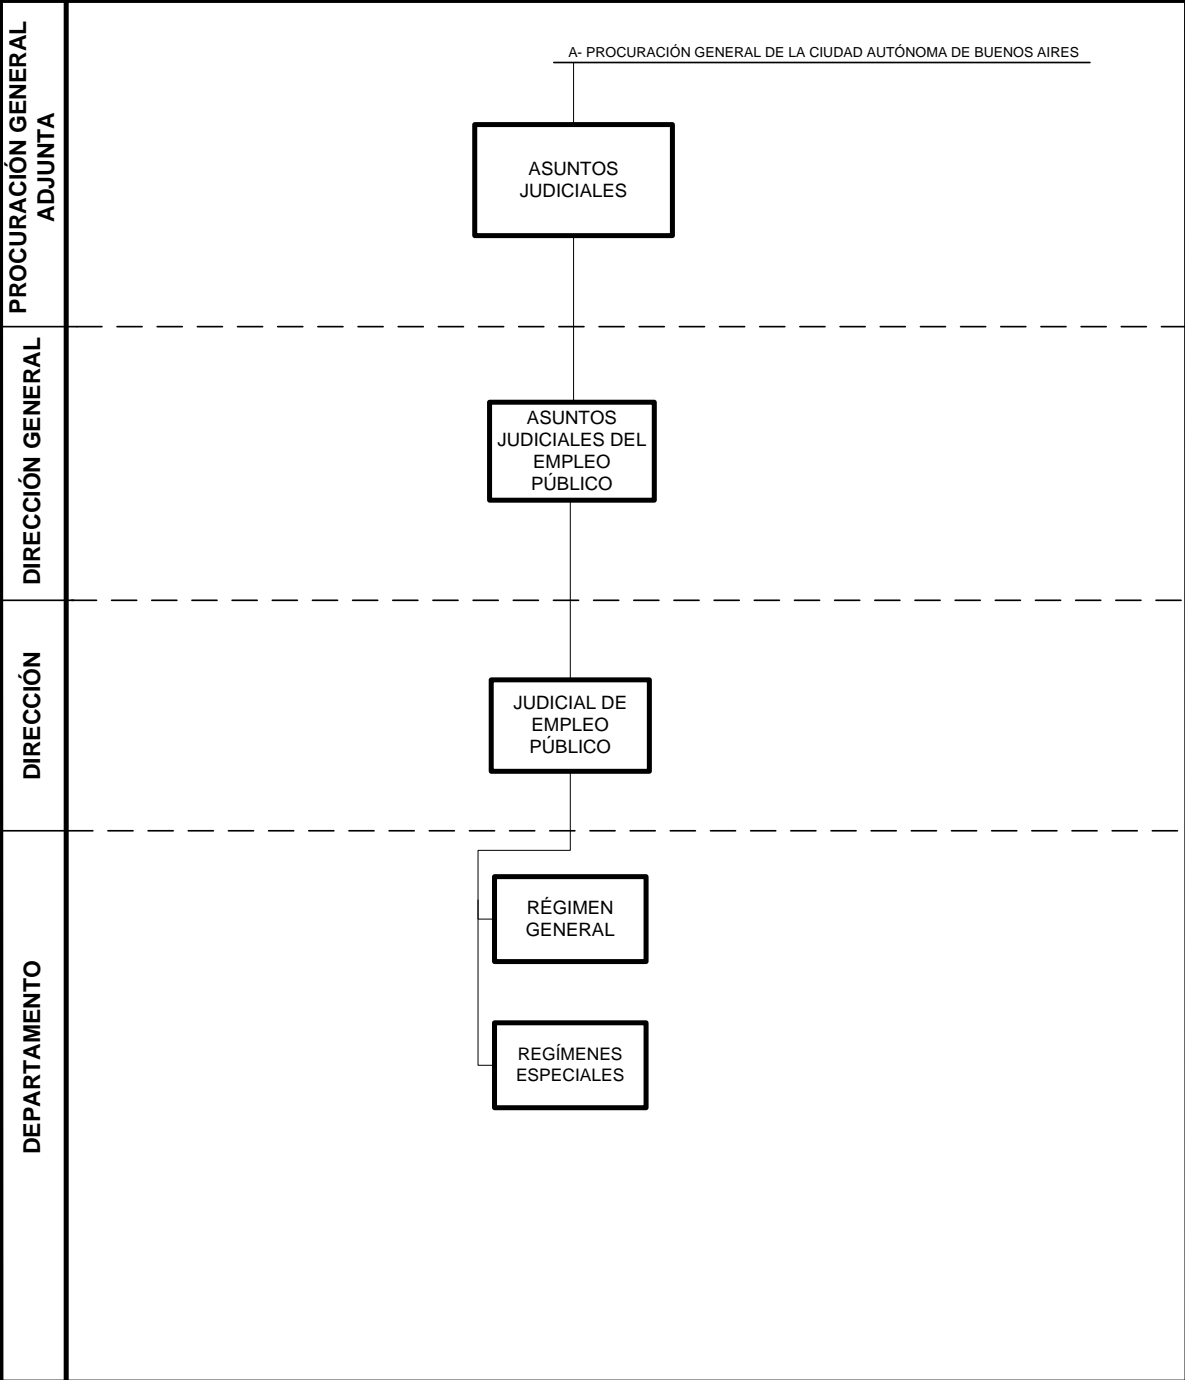 PROCURACIÓN GENERAL
ADJUNTA
A- PROCURACIÓN GENERAL DE LA CIUDAD AUTÓNOMA DE BUENOS AIRES
ASUNTOS
JUDICIALES
DIRECCIÓN GENERAL
ASUNTOS
JUDICIALES DEL
EMPLEO
PÚBLICO
DIRECCIÓN
JUDICIAL DE
EMPLEO
PÚBLICO
DEPARTAMENTO
RÉGIMEN
GENERAL
REGÍMENES
ESPECIALES